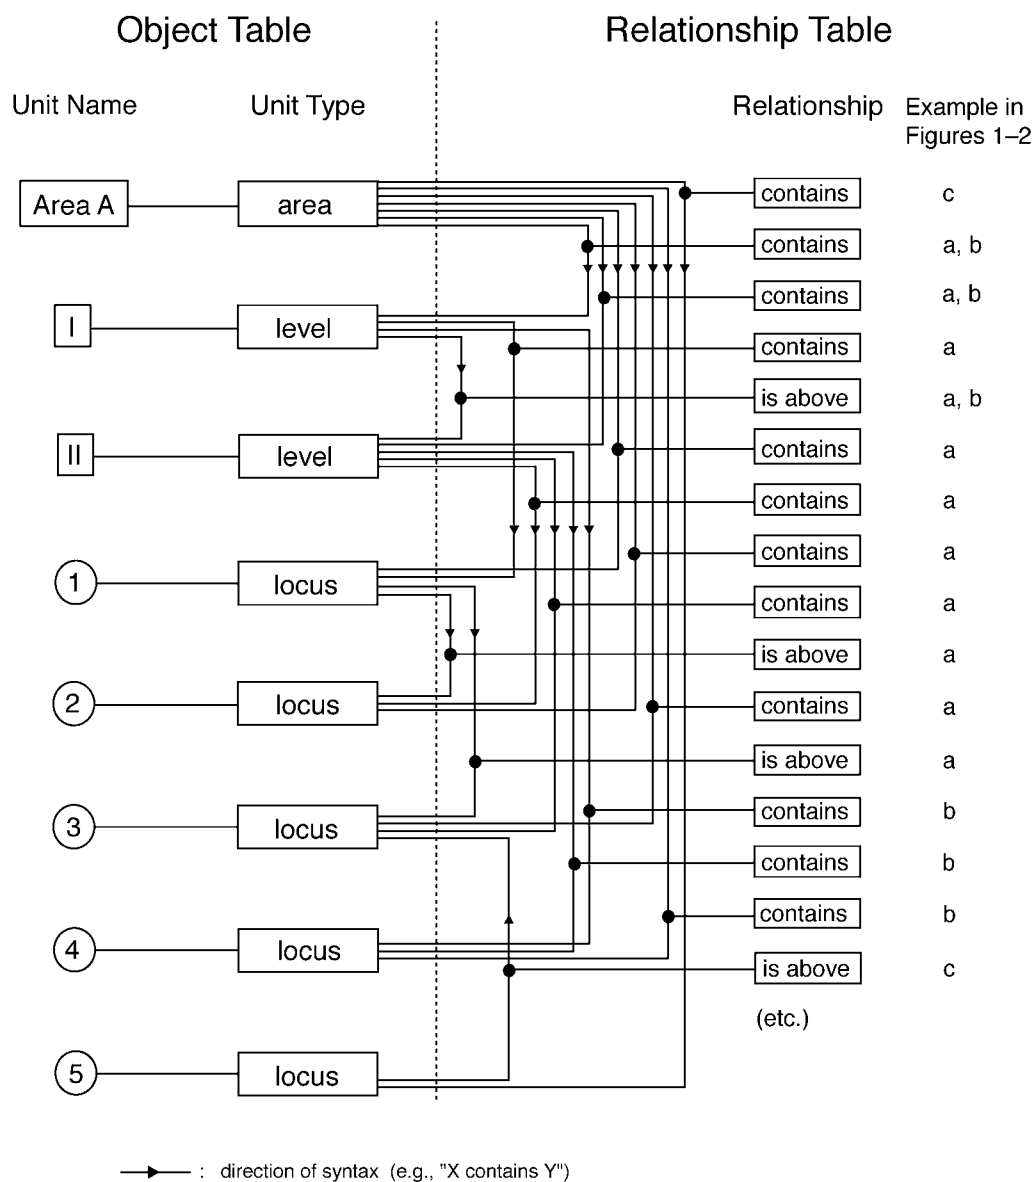 Object Table
Relationship Table
Unit Name
Unit Type
Relationship
Example in
Figures 1–2
Area A
area
contains
c
contains
a, b
contains
a, b
I
level
contains
a
is above
a, b
II
level
contains
a
contains
a
contains
a
1
locus
contains
a
is above
a
2
locus
contains
a
is above
a
3
locus
contains
b
contains
b
contains
b
4
locus
is above
c
(etc.)
5
locus
: direction of syntax (e.g., "X contains Y")